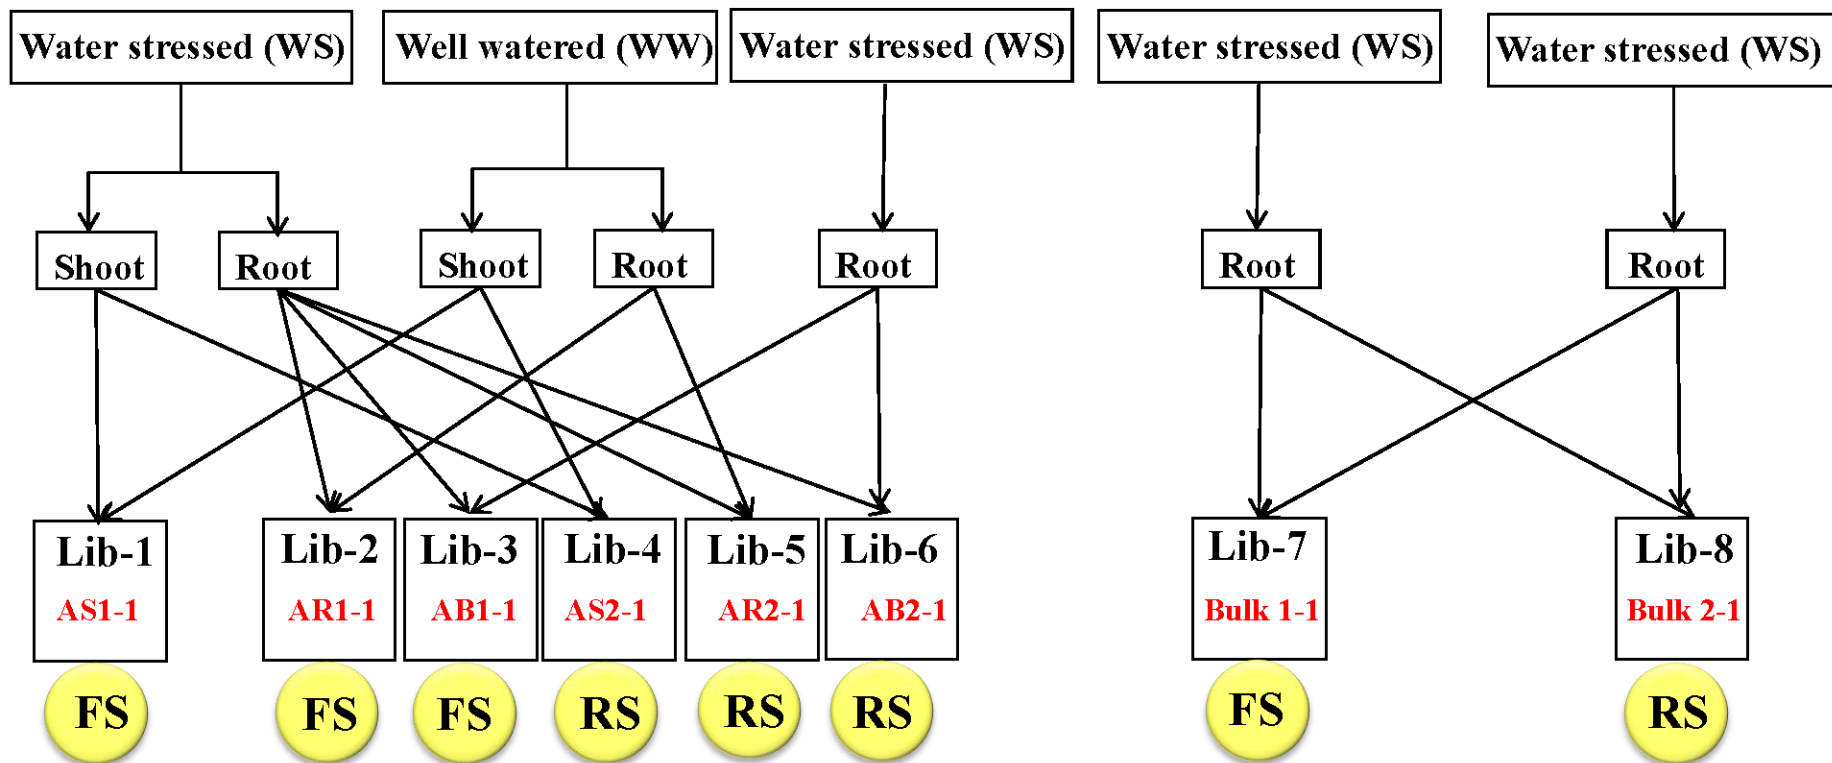 Water stressed (WS)
Well watered (WW)
Water stressed (WS)
Water stressed (WS)
Water stressed (WS)
Shoot
Root
Shoot
Root
Root
Root
Root
Lib-1
AS1-1
Lib-2
AR1-1
Lib-3
AB1-1
Lib-4
AS2-1
Lib-5
AR2-1
Lib-6
AB2-1
Lib-7
Bulk 1-1
Lib-8
Bulk 2-1
FS
FS
FS
RS
RS
RS
FS
RS